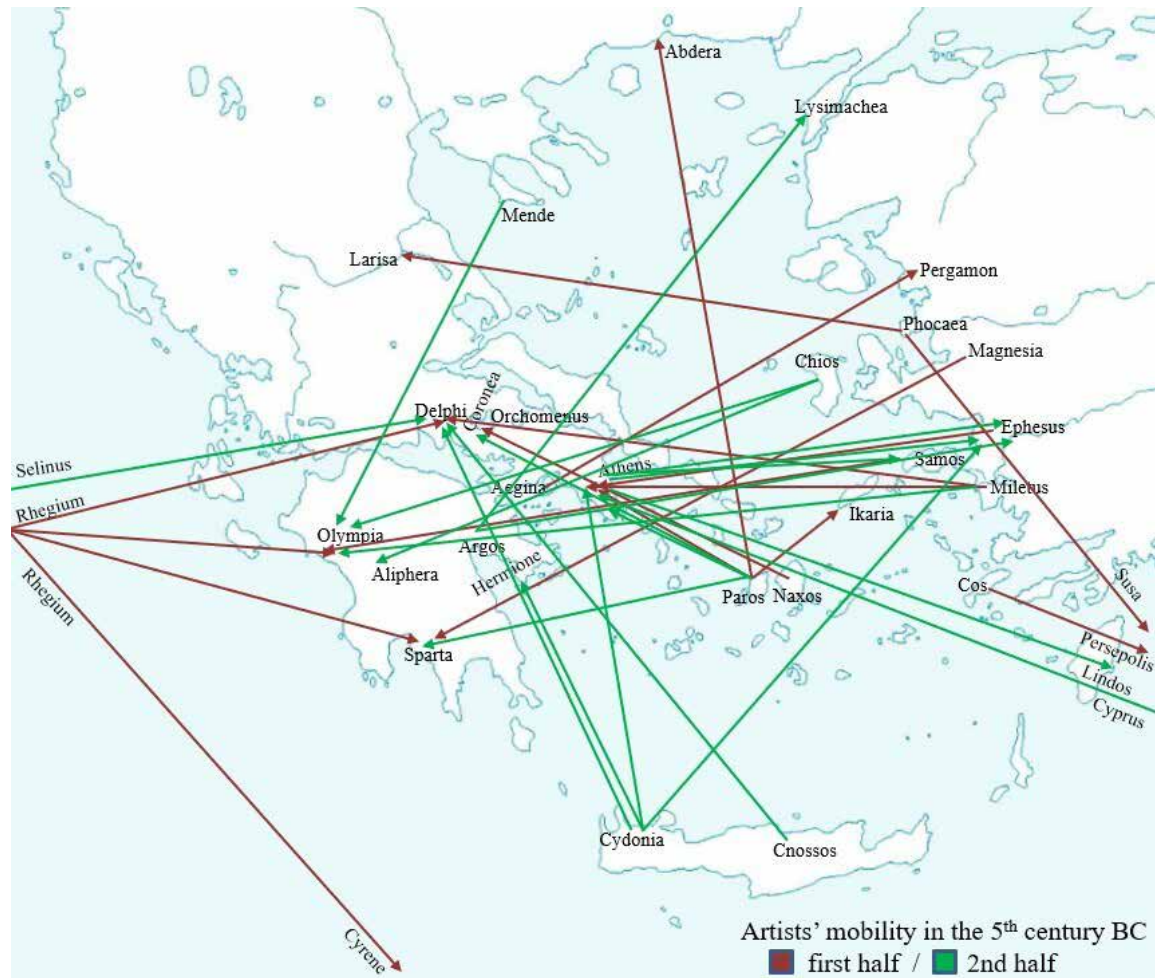 Abdera
Lysimachea
Mende
Larisa
Pergamon
Phocaea
Magnesia
Chios
Coronea
Delphi
Orchomenus
Ephesus
Selinus
Athens
Samos
Aegina
Miletus
Rhegium
Ikaria
Olympia
Argos
Hermione
Aliphera
Rhegium
Paros
Naxos
Cos
Susa
Sparta
Persepolis
Lindos
Cyprus
Cydonia
Cnossos
Cyrene
Artists' mobility in the 5th century BC
first half / 2nd half